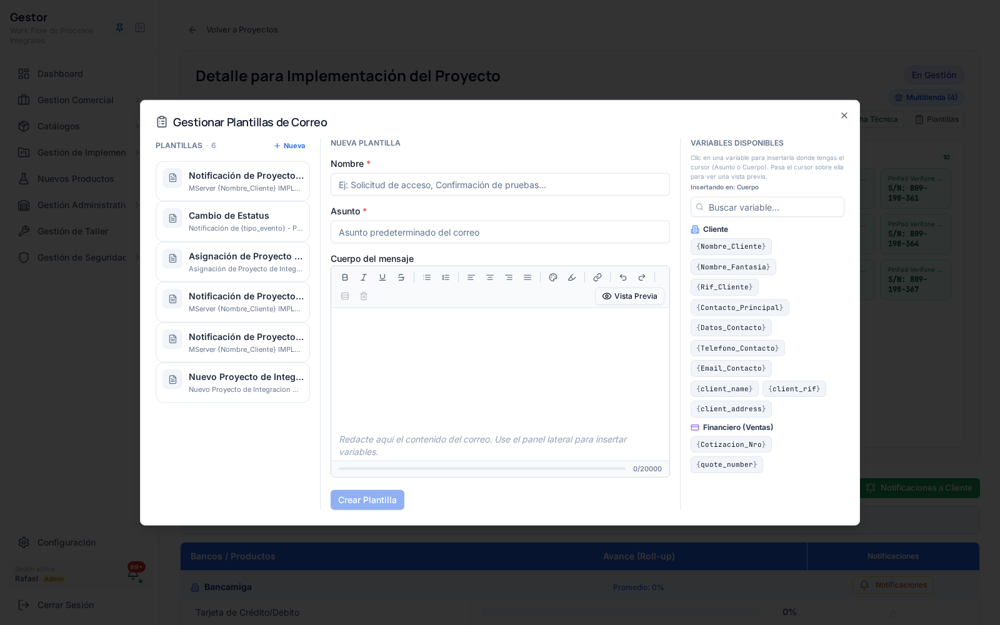 Gestor
Work Flow de Procesos
Integrales
Dashboard
Gestion Comercial
Catálogos
Gestión de Implemen
Nuevos Productos
Gestión Administrativ
Gestión de Taller
Gestión de Seguridad
Configuración
Sesión activa:
Rafael Admin
99+
Cerrar Sesión
Volver a Proyectos
Detalle para Implementación del Proyecto
En Gestión
Multitienda (4)
ha Técnica
Plantillas
10
PinPad Verifone ...
S/N: 809-
198-361
PinPad Verifone ...
S/N: 809-
198-364
PinPad Verifone ...
S/N: 809-
198-367
Gestionar Plantillas de Correo
PLANTILLAS · 6
+ Nueva
Notificación de Proyecto...
MServer {Nombre_Cliente} IMPL...
Cambio de Estatus
Notificación de {tipo_evento} - P...
Asignación de Proyecto ...
Asignación de Proyecto de Integ...
Notificación de Proyecto...
MServer {Nombre_Cliente} IMPL...
Notificación de Proyecto...
MServer {Nombre_Cliente} IMPL...
Nuevo Proyecto de Integ...
Nuevo Proyecto de Integracion ...
NUEVA PLANTILLA
Nombre *
Ej: Solicitud de acceso, Confirmación de pruebas...
Asunto *
Asunto predeterminado del correo
Cuerpo del mensaje
Vista Previa
Redacte aquí el contenido del correo. Use el panel lateral para insertar
variables.
0/20000
Crear Plantilla
VARIABLES DISPONIBLES
Clic en una variable para insertarla donde tengas el
cursor (Asunto o Cuerpo). Pasa el cursor sobre ella
para ver una vista previa.
Insertando en: Cuerpo
Buscar variable...
Cliente
{Nombre_Cliente}
{Nombre_Fantasia}
{Rif_Cliente}
{Contacto_Principal}
{Datos_Contacto}
{Telefono_Contacto}
{Email_Contacto}
{client_name} {client_rif}
{client_address}
Financiero (Ventas)
{Cotizacion_Nro}
{quote_number}
Notificaciones a Cliente
Bancos / Productos
Avance (Roll-up)
Notificaciones
Bancamiga
Promedio: 0%
Notificaciones
Tarjeta de Crédito/Débito
0%